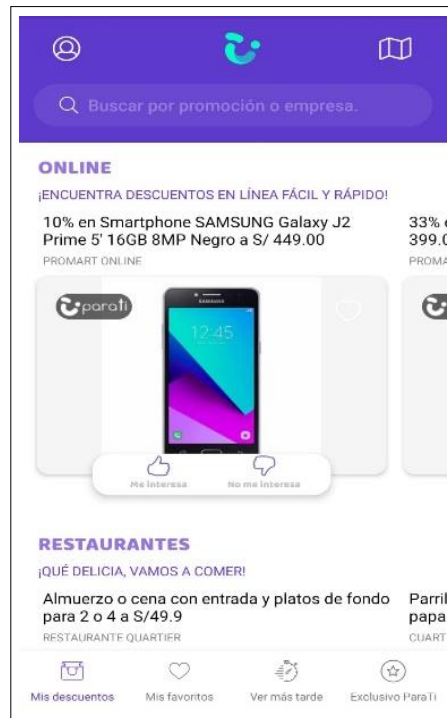 Buscar por promoción o empresa.
ONLINE
¡ENCUENTRA DESCUENTOS EN LÍNEA FÁCIL Y RÁPIDO!
10% en Smartphone SAMSUNG Galaxy J2
Prime 5' 16GB 8MP Negro a S/ 449.00
PROMART ONLINE
33%
399.0
PROMA
parati
SAMSUNG
12:45
Me interesa
No me interesa
RESTAURANTES
¡QUÉ DELICIA, VAMOS A COMER!
Almuerzo o cena con entrada y platos de fondo
para 2 o 4 a S/49.9
RESTAURANTE QUARTIER
Parril
papa
CUART
Mis descuentos
Mis favoritos
Ver más tarde
Exclusivo ParaTi